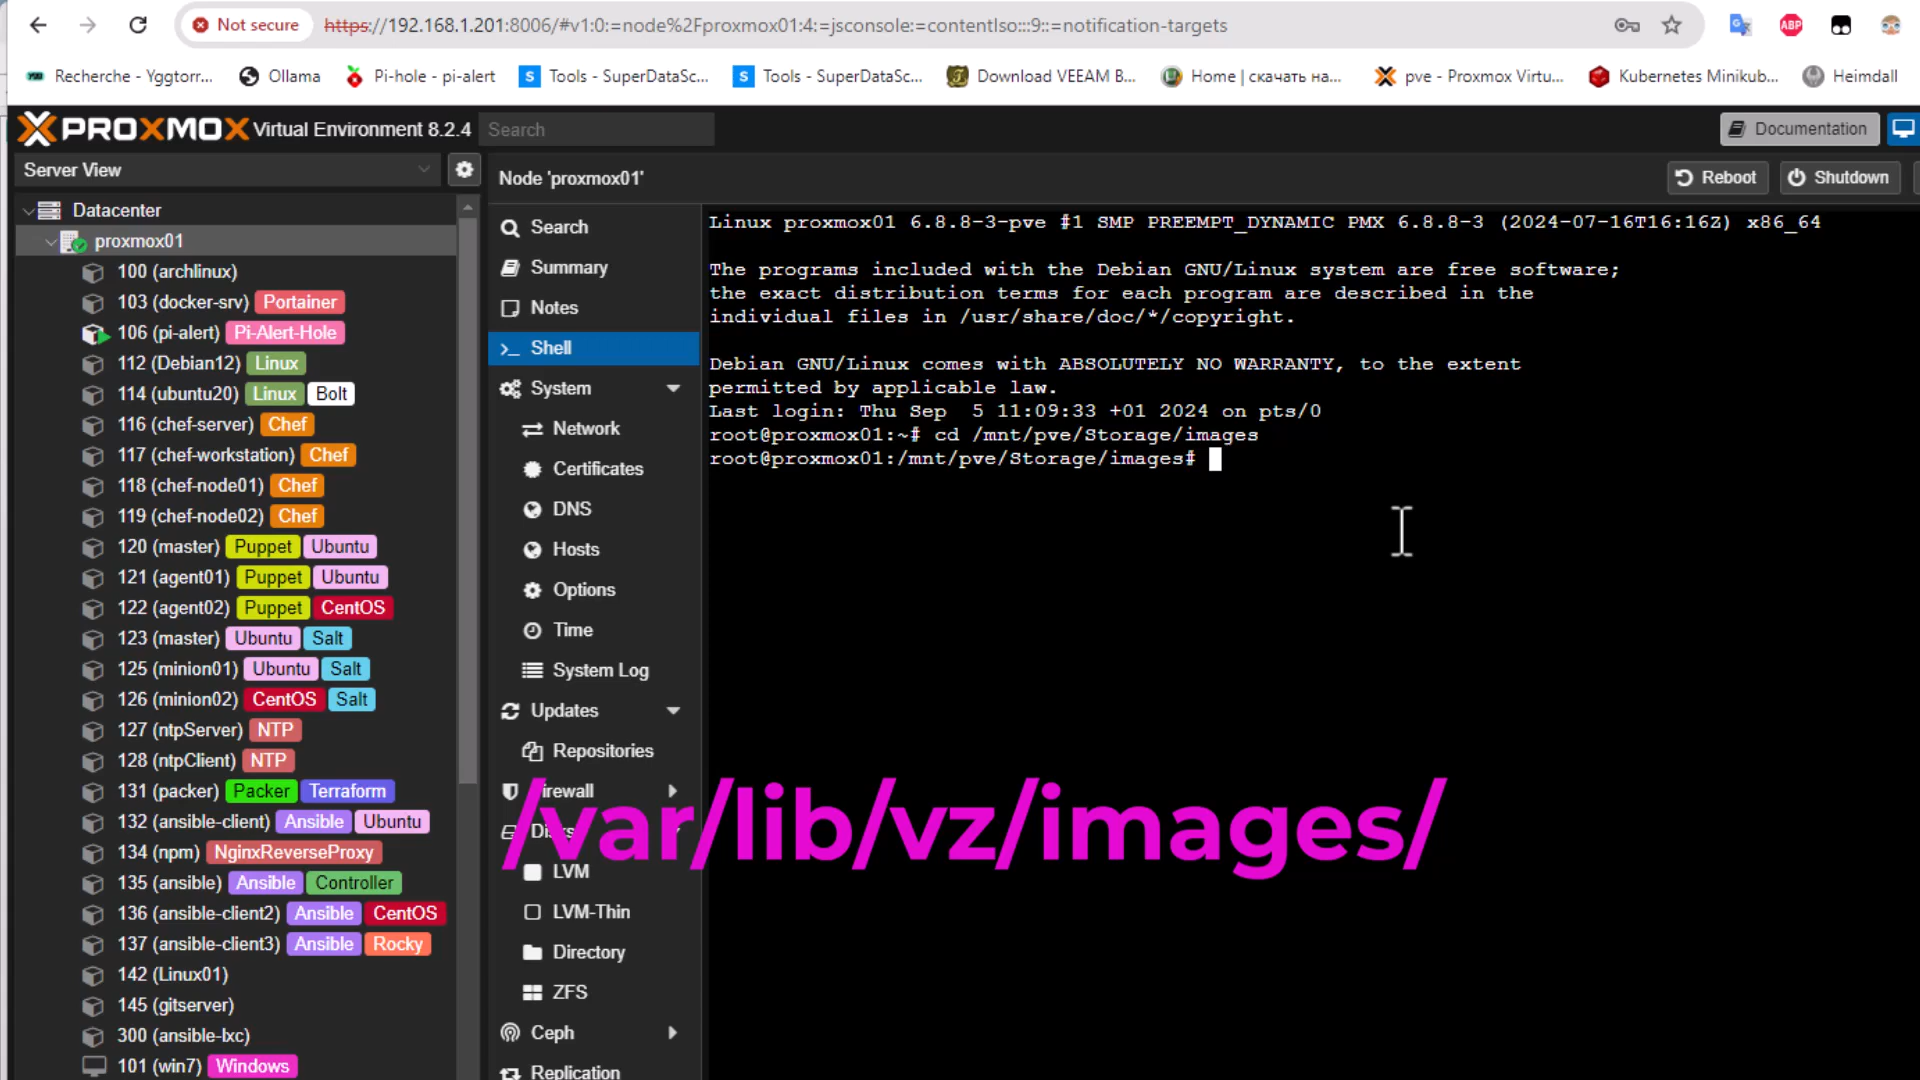 Not secure
https://192.168.1.201:8006/#v1:0:=node%2Fproxmox01:4:=jsconsole:=contentIso:::9::=notification-targets
ABP
Recherche - Yggtorr...
Ollama
Pi-hole - pi-alert
S
Tools - SuperDataSc...
S
Tools - SuperDataSc...
Download VEEAM B...
Home | скачать на...
pve - Proxmox Virtu...
Kubernetes Minikub...
Heimdall
PROXMOX Virtual Environment 8.2.4
Search
Documentation
Server View
Node 'proxmox01'
Reboot
Shutdown
Datacenter
proxmox01
100 (archlinux)
103 (docker-srv) Portainer
106 (pi-alert) Pi-Alert-Hole
112 (Debian12) Linux
114 (ubuntu20) Linux Bolt
116 (chef-server) Chef
117 (chef-workstation) Chef
118 (chef-node01) Chef
119 (chef-node02) Chef
120 (master) Puppet Ubuntu
121 (agent01) Puppet Ubuntu
122 (agent02) Puppet CentOS
123 (master) Ubuntu Salt
125 (minion01) Ubuntu Salt
126 (minion02) CentOS Salt
127 (ntpServer) NTP
128 (ntpClient) NTP
131 (packer) Packer Terraform
132 (ansible-client) Ansible Ubuntu
134 (npm) NginxReverseProxy
135 (ansible) Ansible Controller
136 (ansible-client2) Ansible CentOS
137 (ansible-client3) Ansible Rocky
142 (Linux01)
145 (gitserver)
300 (ansible-lxc)
101 (win7) Windows
Search
Summary
Notes
Shell
System
Network
Certificates
DNS
Hosts
Options
Time
System Log
Updates
Repositories
LVM
LVM-Thin
Directory
ZFS
Ceph
Replication
Linux proxmox01 6.8.8-3-pve #1 SMP PREEMPT_DYNAMIC PMX 6.8.8-3 (2024-07-16T16:16Z) x86_64
The programs included with the Debian GNU/Linux system are free software;
the exact distribution terms for each program are described in the
individual files in /usr/share/doc/*/copyright.
Debian GNU/Linux comes with ABSOLUTELY NO WARRANTY, to the extent
permitted by applicable law.
Last login: Thu Sep  5 11:09:33 +01 2024 on pts/0
root@proxmox01:~# cd /mnt/pve/Storage/images
root@proxmox01:/mnt/pve/Storage/images#
/var/lib/vz/images/